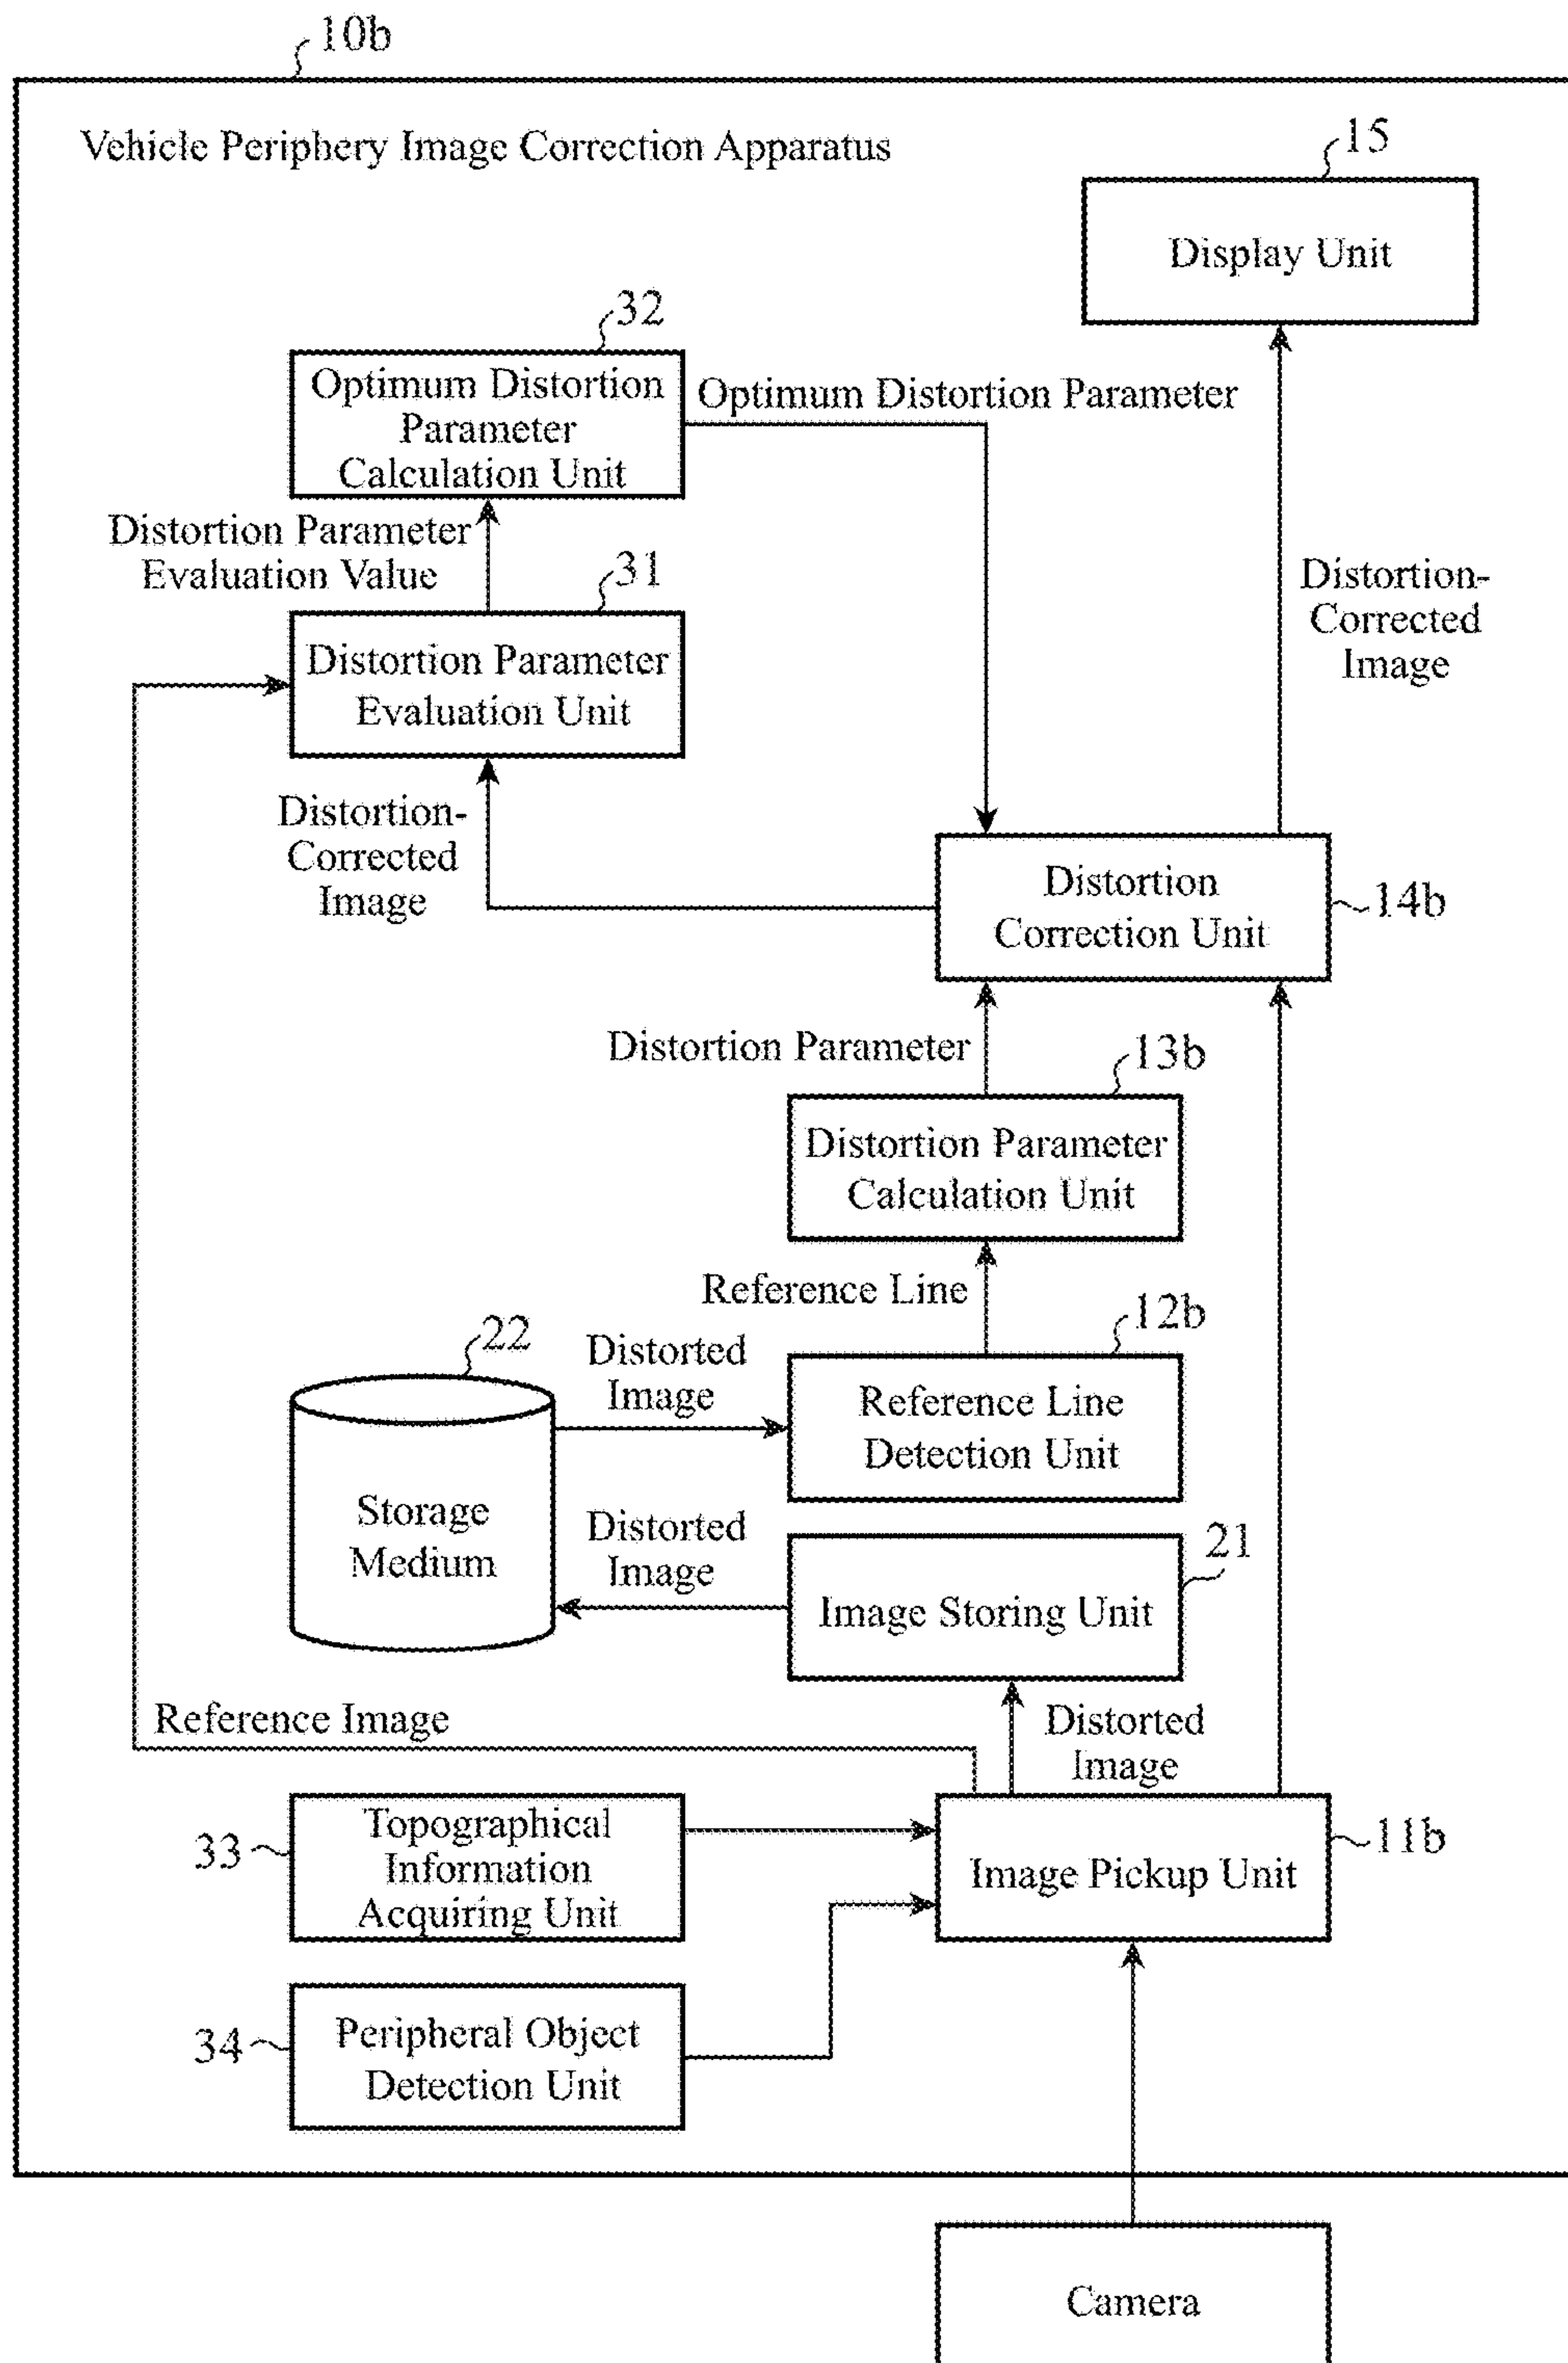 10b
Vehicle Periphery Image Correction Apparatus
15
Display Unit
32
Optimum Distortion
Parameter
Calculation Unit
Optimum Distortion Parameter
Distortion Parameter
Evaluation Value
31
Distortion Parameter
Evaluation Unit
Distortion-
Corrected
Image
Distortion-
Corrected
Image
Distortion
Correction Unit
14b
Distortion Parameter
13b
Distortion Parameter
Calculation Unit
Reference Line
12b
22
Distorted
Image
Reference Line
Detection Unit
Storage
Medium
Distorted
Image
21
Image Storing Unit
Reference Image
Distorted
Image
33
Topographical
Information
Acquiring Unit
Image Pickup Unit
11b
34
Peripheral Object
Detection Unit
Camera